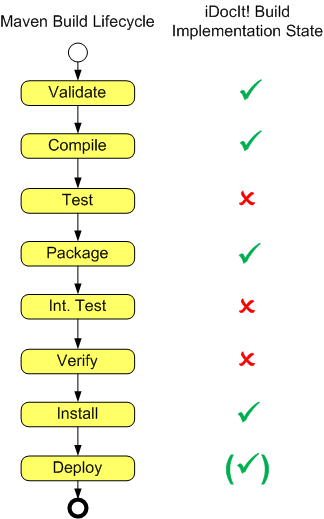 Maven Build Lifecycle
iDocIt! Build
Implementation State
Validate
Compile
Test
Package
Int. Test
Verify
Install
Deploy